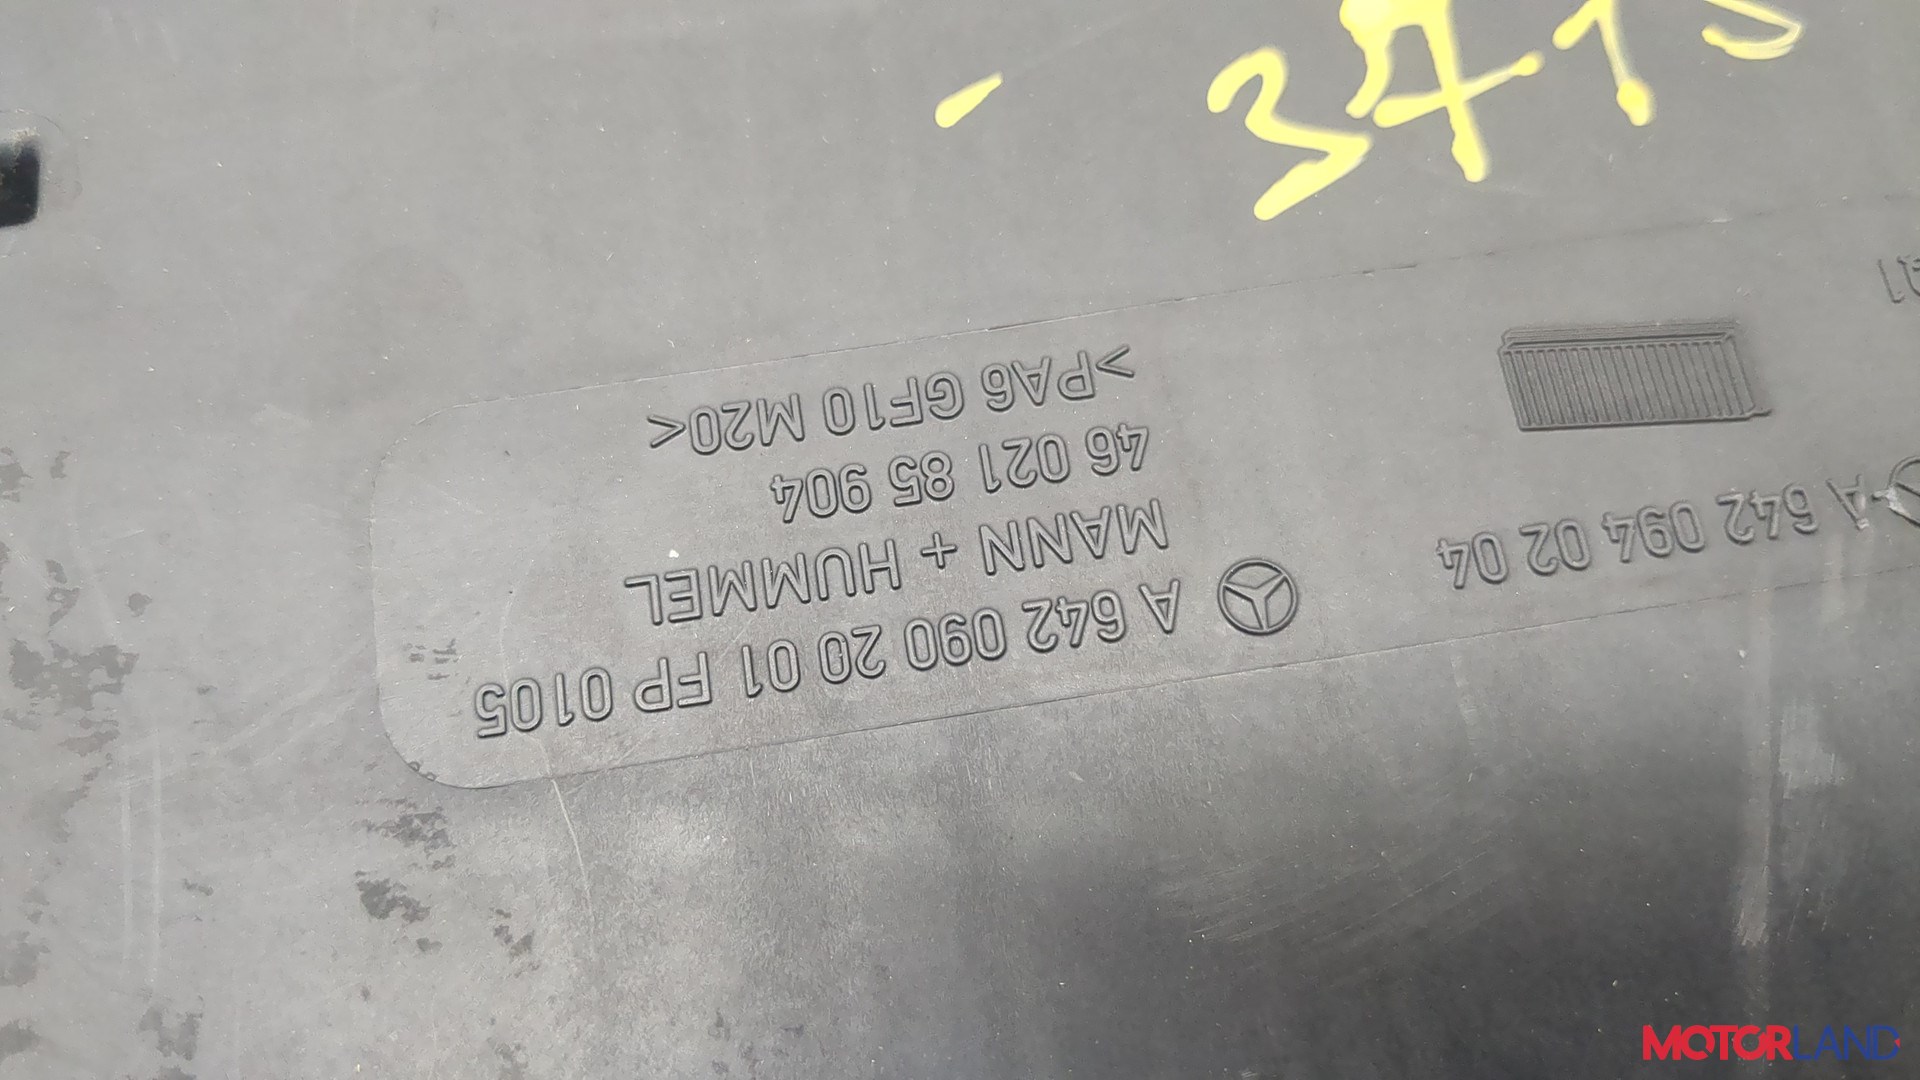 A 642 090 20 01 FP 0105
MANN + HUMMEL
46 021 85 904
>PA6 GF10 M20<
A 642 094 02 04
MOTORLAND